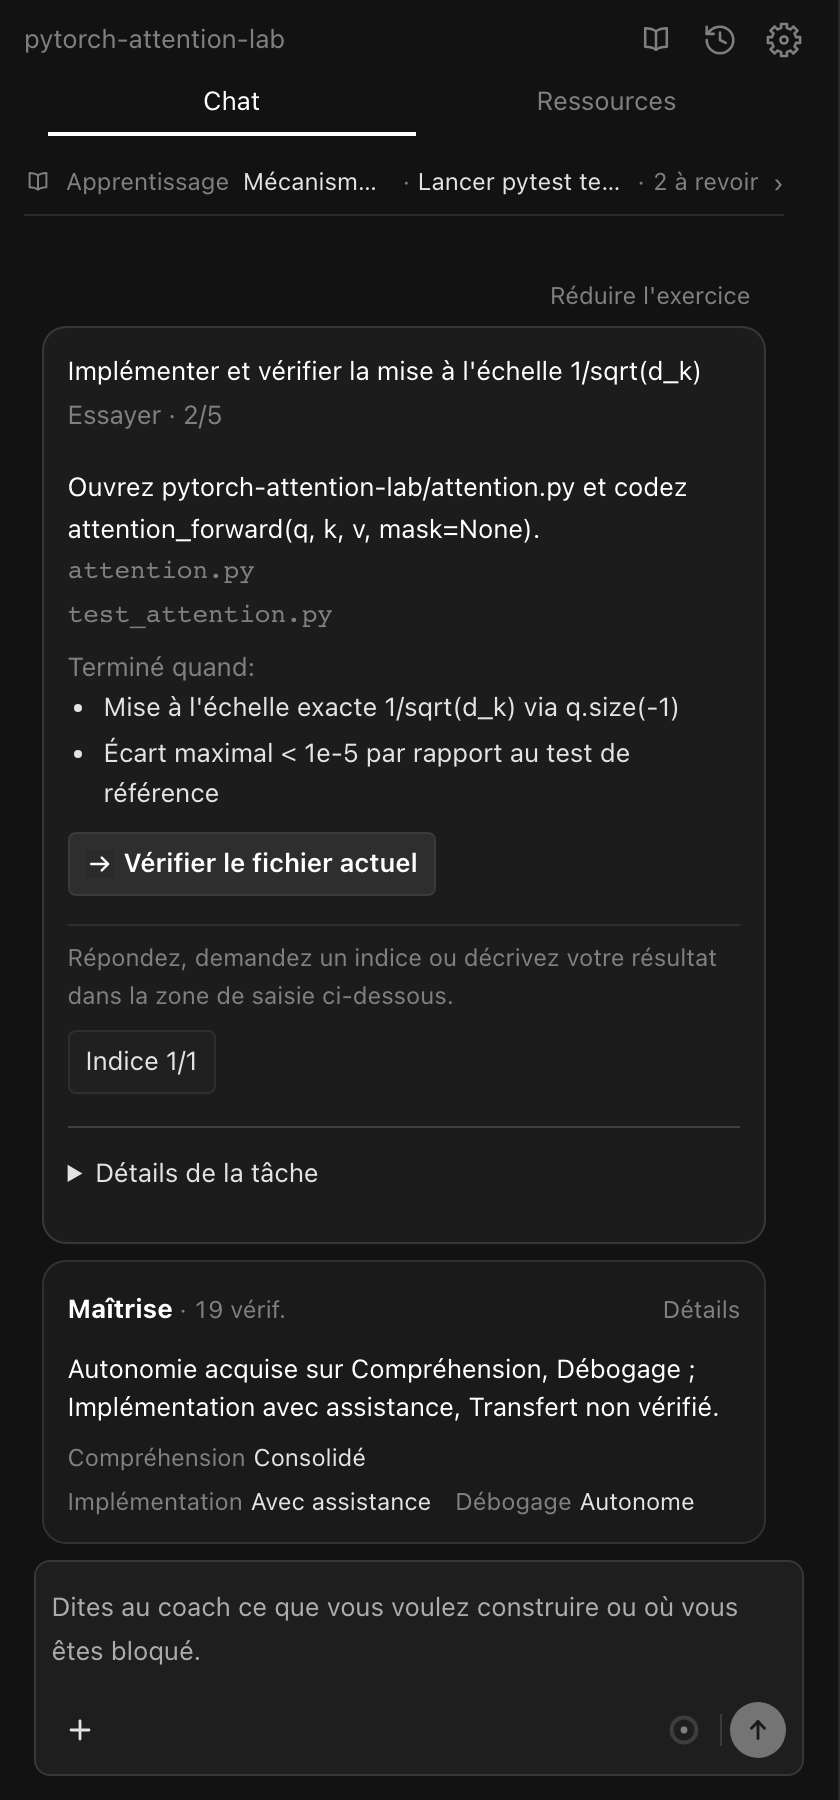 pytorch-attention-lab
Chat
Ressources
Apprentissage Mécanism... · Lancer pytest te... · 2 à revoir ›
Réduire l'exercice
Implémenter et vérifier la mise à l'échelle 1/sqrt(d_k)
Essayer · 2/5
Ouvrez pytorch-attention-lab/attention.py et codez
attention_forward(q, k, v, mask=None).
attention.py
test_attention.py
Terminé quand:
• Mise à l'échelle exacte 1/sqrt(d_k) via q.size(-1)
• Écart maximal < 1e-5 par rapport au test de
référence
→ Vérifier le fichier actuel
Répondez, demandez un indice ou décrivez votre résultat
dans la zone de saisie ci-dessous.
Indice 1/1
▶ Détails de la tâche
Maîtrise · 19 vérif.
Détails
Autonomie acquise sur Compréhension, Débogage ;
Implémentation avec assistance, Transfert non vérifié.
Compréhension Consolidé
Implémentation Avec assistance Débogage Autonome
Dites au coach ce que vous voulez construire ou où vous
êtes bloqué.